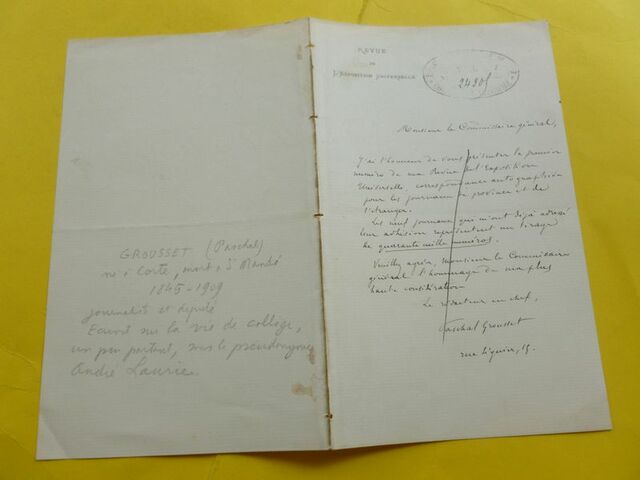 GROUSSET (Paschal)
né à Corte, mort à St Mandé
1845-1909
journaliste et député
Ecrivit sur la vie de collège,
un peu partout, sous le pseudonyme
André Laurie
REVUE
DE
L'EXPOSITION UNIVERSELLE
24805
Monsieur le Commissaire général,
J'ai l'honneur de vous présenter le premier
numéro de ma Revue de l'Exposition
Universelle, correspondance autographiée
pour les journaux de province et de
l'étranger.
Les neuf journaux qui m'ont déjà adressé
leur adhésion représentent un tirage
de quarante mille numéros.
Veuillez agréer, Monsieur le Commissaire
général l'hommage de ma plus
haute considération
Le rédacteur en chef,
Paschal Grousset
rue 15.